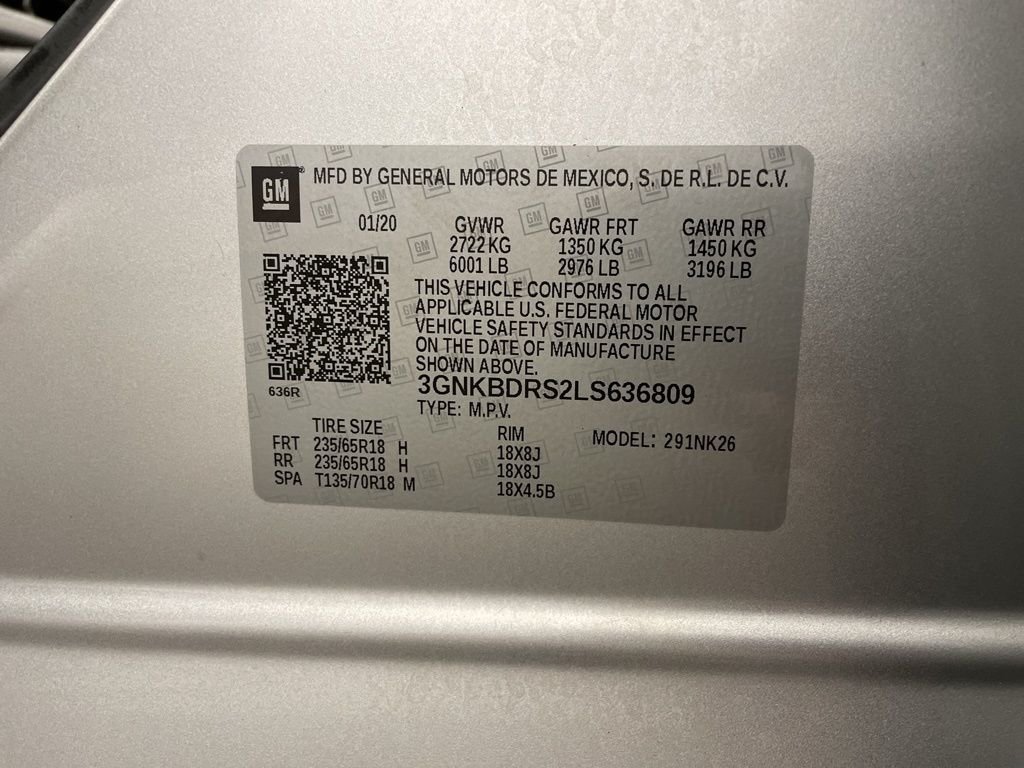 GM® MFD BY GENERAL MOTORS DE MEXICO, S. DE R.L. DE C.V.
01/20 GVWR GAWR FRT GAWR RR
2722 KG 1350 KG 1450 KG
6001 LB 2976 LB 3196 LB
THIS VEHICLE CONFORMS TO ALL
APPLICABLE U.S. FEDERAL MOTOR
VEHICLE SAFETY STANDARDS IN EFFECT
ON THE DATE OF MANUFACTURE
SHOWN ABOVE.
636R 3GNKBDRS2LS636809
TYPE: M.P.V.
TIRE SIZE RIM MODEL: 291NK26
FRT 235/65R18 H 18X8J
RR 235/65R18 H 18X8J
SPA T135/70R18 M 18X4.5B